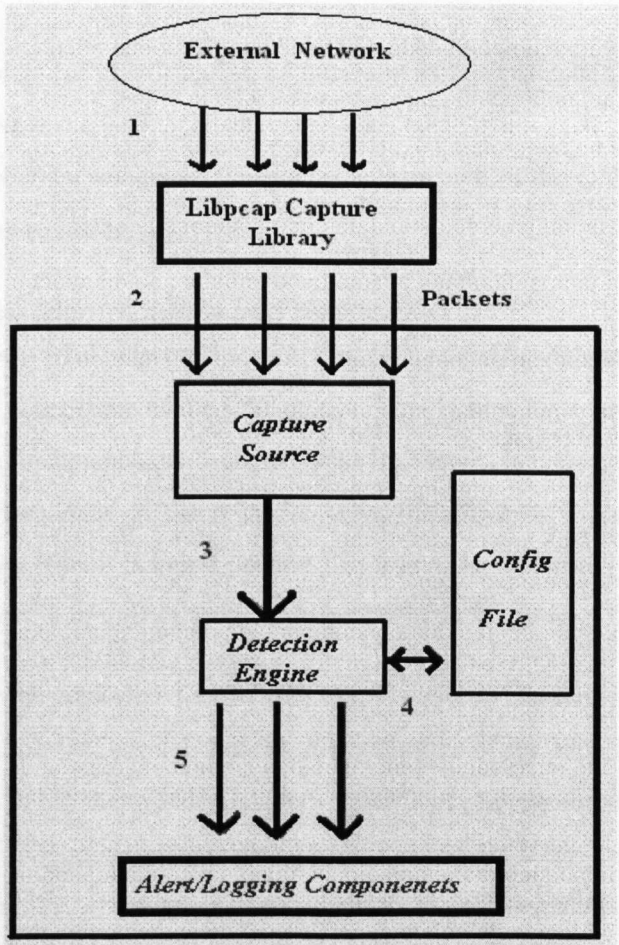 External Network
1
Libpcap Capture
Library
2
Packets
Capture
Source
3
Config
File
Detection
Engine
4
5
Alert/Logging Componenets